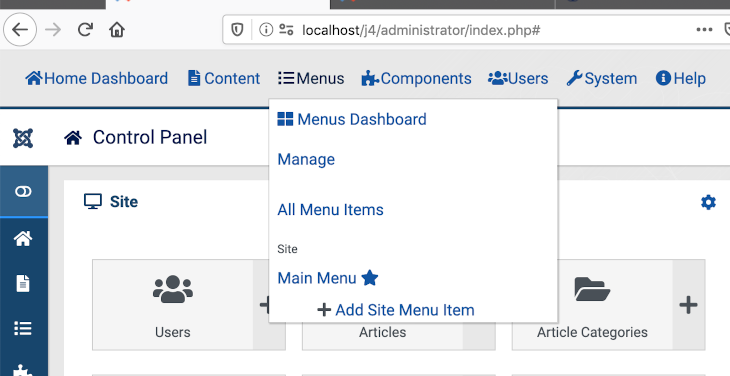 localhost/j4/administrator/index.php#
Home Dashboard Content Menus Components Users System Help
Control Panel
Menus Dashboard
Manage
All Menu Items
Site
Main Menu
Add Site Menu Item
Site
Users
Articles
Article Categories